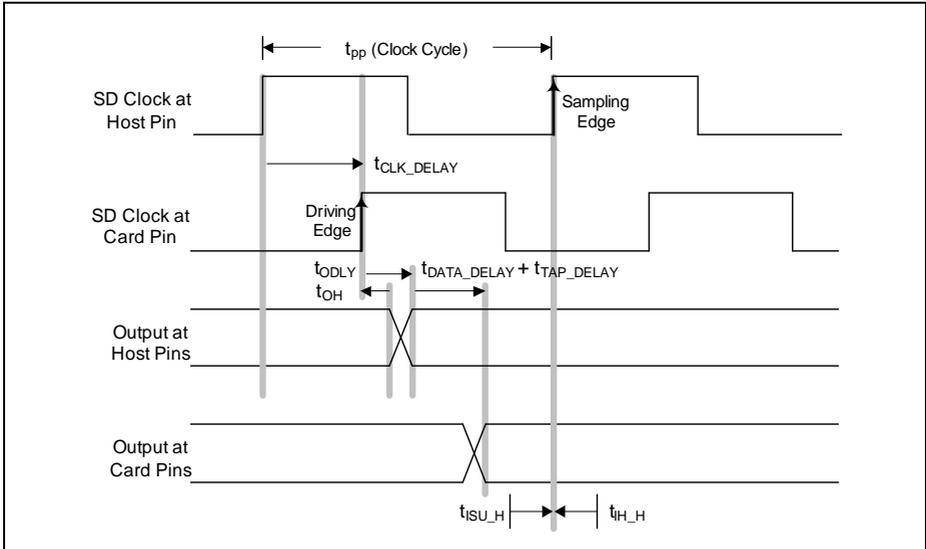 tpp (Clock Cycle)
SD Clock at
Host Pin
Sampling
Edge
tCLK_DELAY
SD Clock at
Card Pin
Driving
Edge
tODLY
tDATA_DELAY + tTAP_DELAY
tOH
Output at
Host Pins
Output at
Card Pins
tISU_H
tIH_H